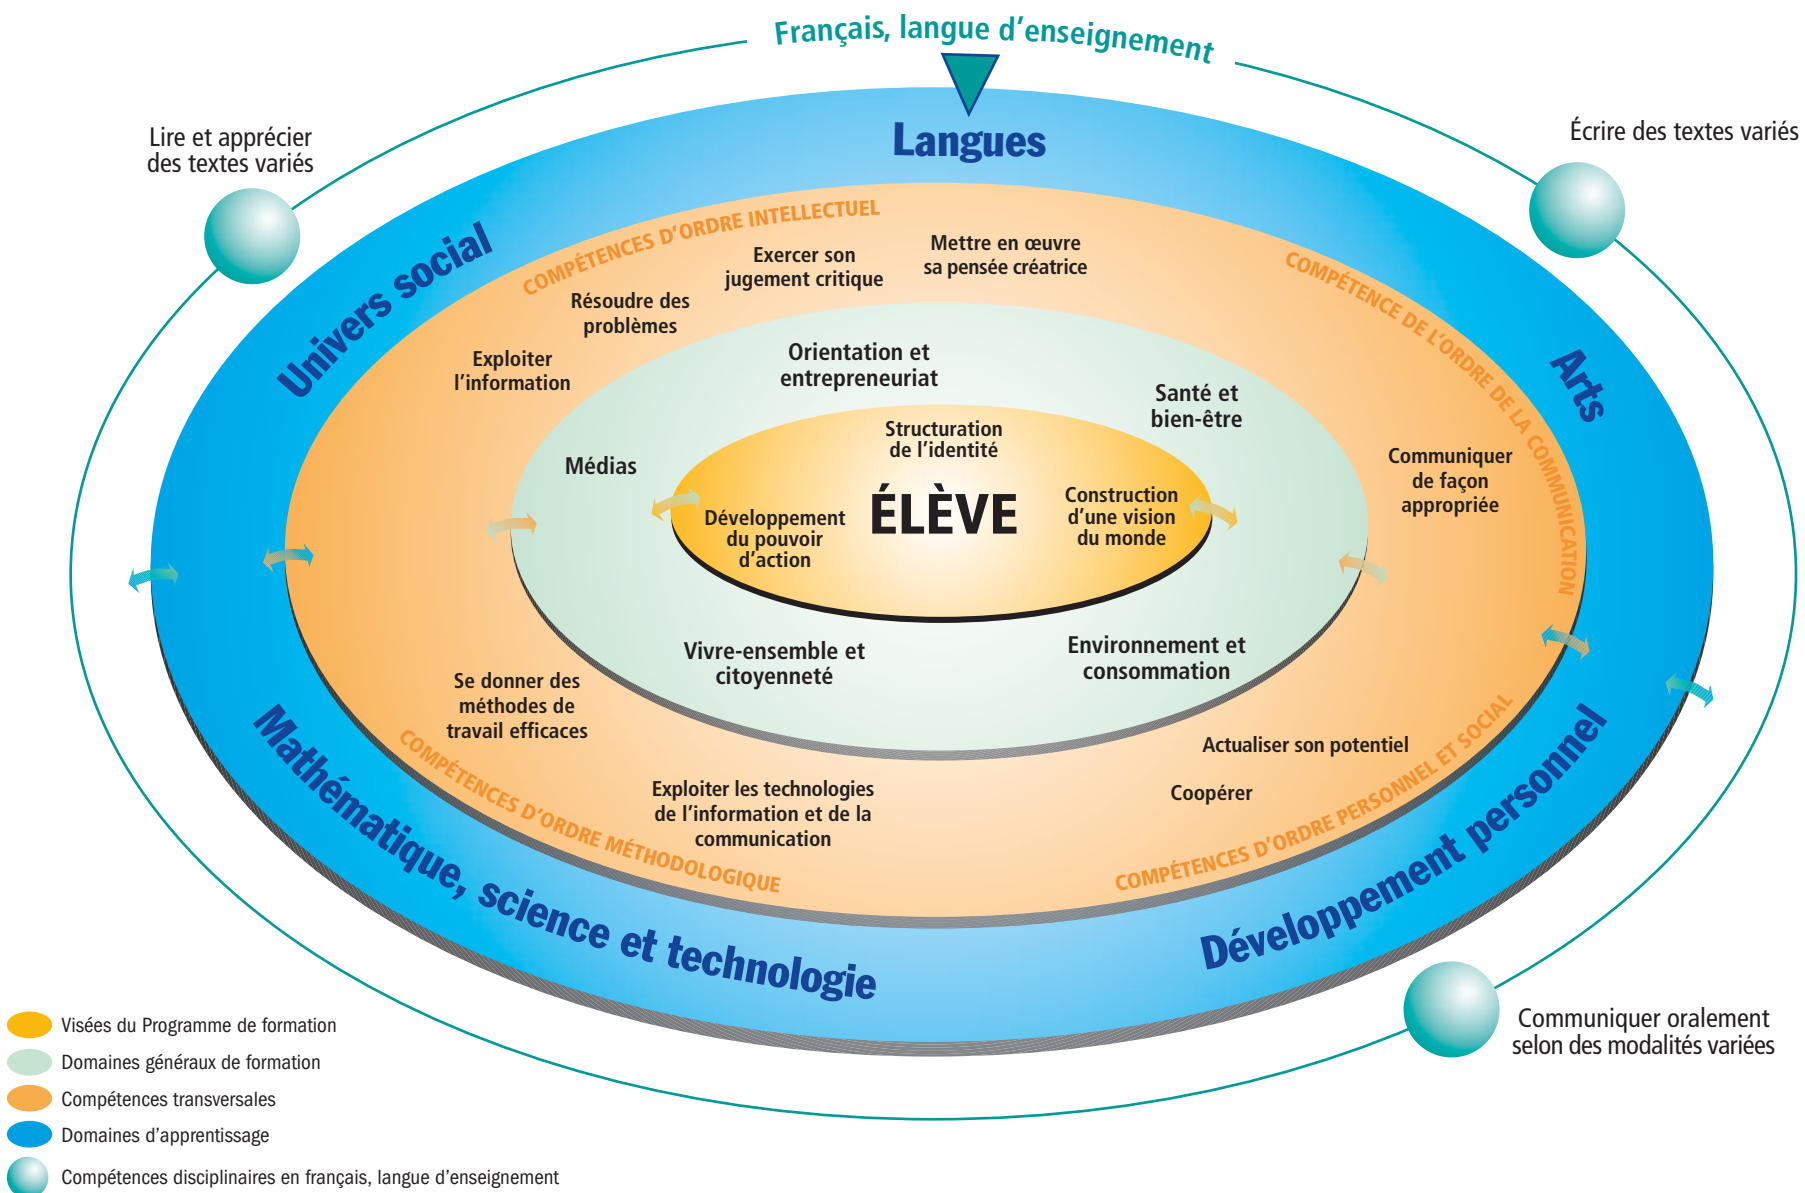 Français, langue d’enseignement
Lire et apprécier
des textes variés
Écrire des textes variés
Langues
Univers social
Arts
COMPÉTENCES D’ORDRE INTELLECTUEL
COMPÉTENCE DE L’ORDRE DE LA COMMUNICATION
Mettre en œuvre
sa pensée créatrice
Exercer son
jugement critique
Résoudre des
problèmes
Exploiter
l’information
Orientation et
entrepreneuriat
Santé et
bien-être
Médias
Structuration
de l’identité
ÉLÈVE
Développement
du pouvoir
d’action
Construction
d’une vision
du monde
Communiquer
de façon
appropriée
Vivre-ensemble et
citoyenneté
Environnement et
consommation
Se donner des
méthodes de
travail efficaces
Exploiter les technologies
de l’information et de la
communication
Actualiser son potentiel
Coopérer
COMPÉTENCES D’ORDRE MÉTHODOLOGIQUE
COMPÉTENCES D’ORDRE PERSONNEL ET SOCIAL
Mathématique, science et technologie
Développement personnel
Communiquer oralement
selon des modalités variées
Visées du Programme de formation
Domaines généraux de formation
Compétences transversales
Domaines d’apprentissage
Compétences disciplinaires en français, langue d’enseignement